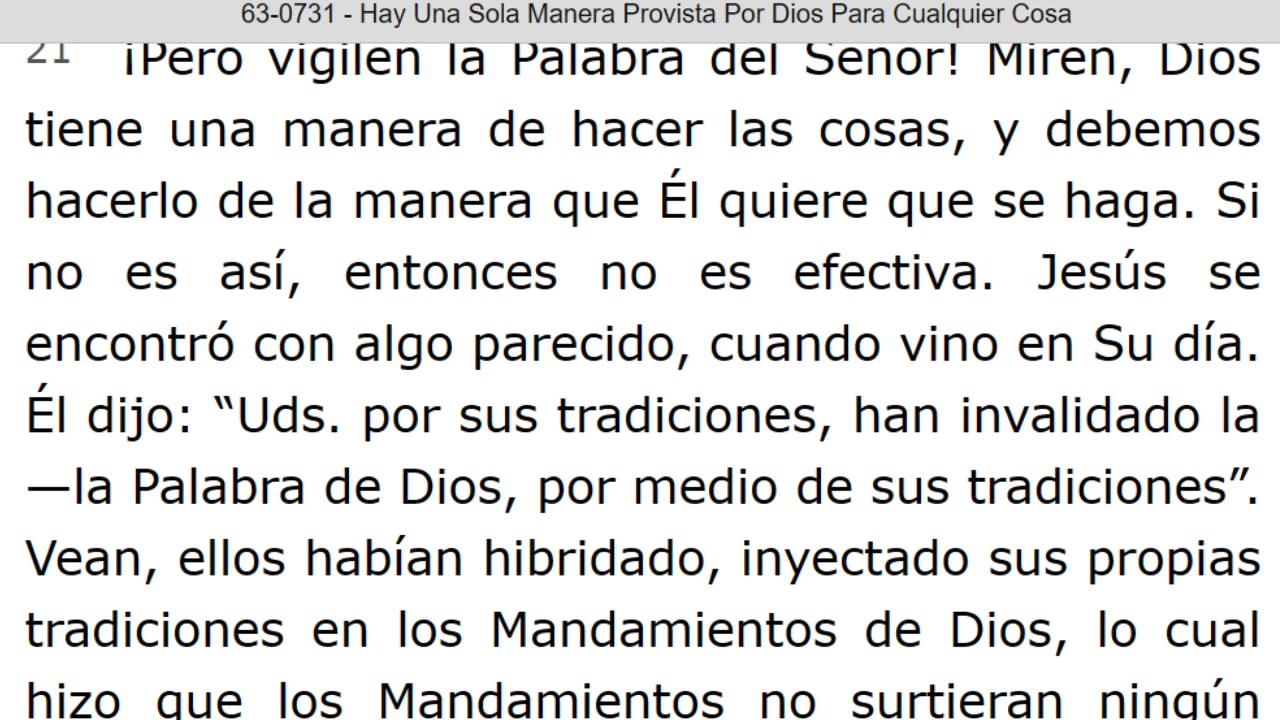 63-0731 - Hay Una Sola Manera Provista Por Dios Para Cualquier Cosa
21 ¡Pero vigilen la Palabra del Señor! Miren, Dios
tiene una manera de hacer las cosas, y debemos
hacerlo de la manera que Él quiere que se haga. Si
no es así, entonces no es efectiva. Jesús se
encontró con algo parecido, cuando vino en Su día.
Él dijo: “Uds. por sus tradiciones, han invalidado la
—la Palabra de Dios, por medio de sus tradiciones”.
Vean, ellos habían hibridado, inyectado sus propias
tradiciones en los Mandamientos de Dios, lo cual
hizo que los Mandamientos no surtieran ningún